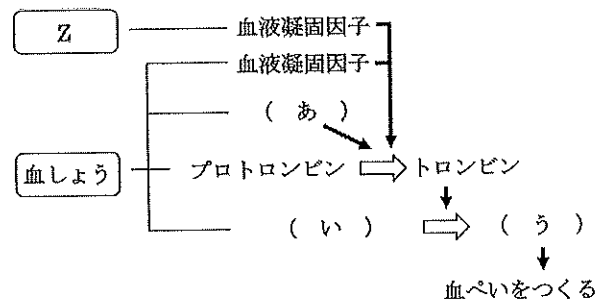 Z 血液凝固因子
血液凝固因子
( あ )
血しょう プロトロンビン トロンビン
( い ) ( う )
血ぺいをつくる